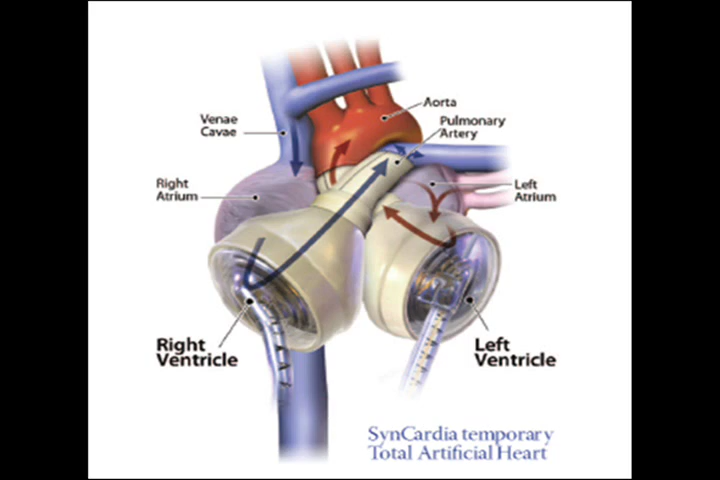 Aorta
Venae
Cavae
Pulmonary
Artery
Right
Atrium
Left
Atrium
Right
Ventricle
Left
Ventricle
SynCardia temporary
Total Artificial Heart